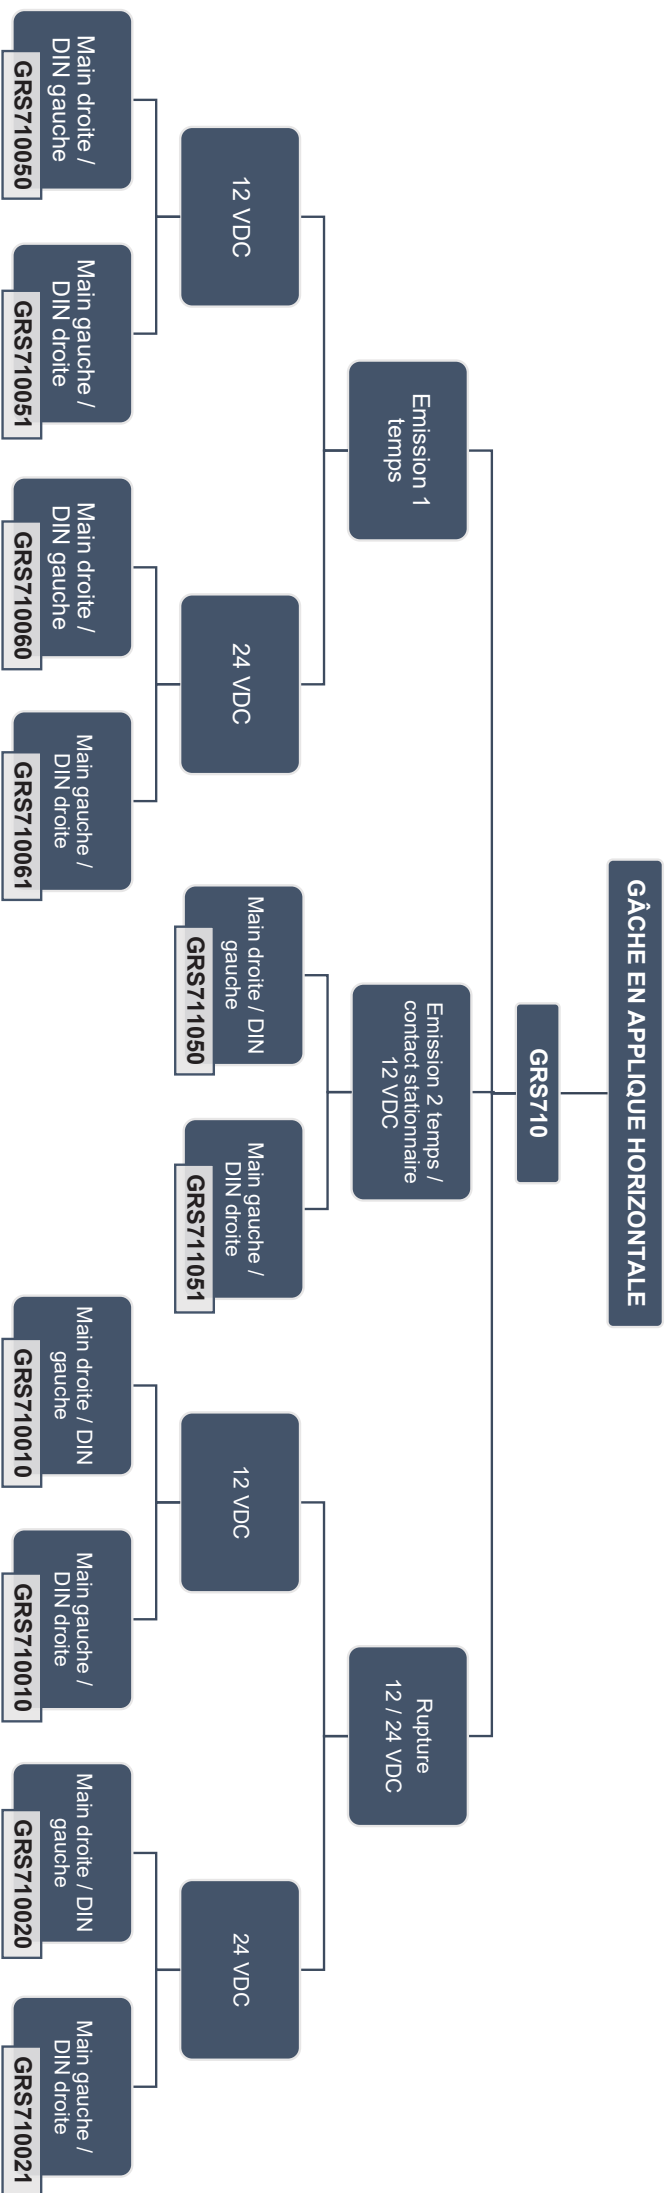 GÂCHE EN APPLIQUE HORIZONTALE
GRS710
Emission 1
temps
12 VDC
Main droite /
DIN gauche
GRS710050
Main gauche /
DIN droite
GRS710051
24 VDC
Main droite /
DIN gauche
GRS710060
Main gauche /
DIN droite
GRS710061
Emission 2 temps /
contact stationnaire
12 VDC
Main droite / DIN
gauche
GRS711050
Main gauche /
DIN droite
GRS711051
Rupture
12 / 24 VDC
12 VDC
Main droite / DIN
gauche
GRS710010
Main gauche /
DIN droite
GRS710010
24 VDC
Main droite / DIN
gauche
GRS710020
Main gauche /
DIN droite
GRS710021